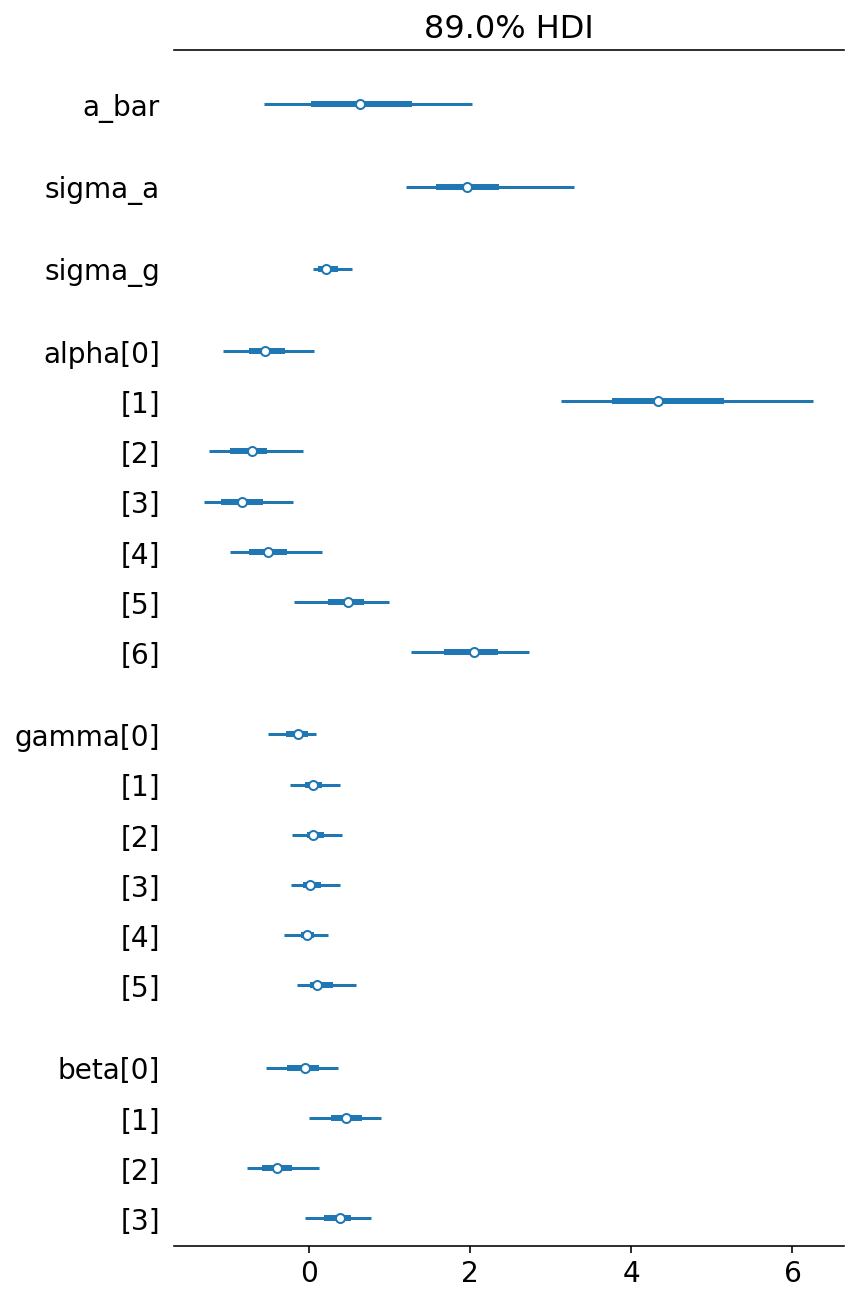 89.0% HDI
a_bar
sigma_a
sigma_g
alpha[0]
[1]
[2]
[3]
[4]
[5]
[6]
gamma[0]
[1]
[2]
[3]
[4]
[5]
beta[0]
[1]
[2]
[3]
0 2 4 6